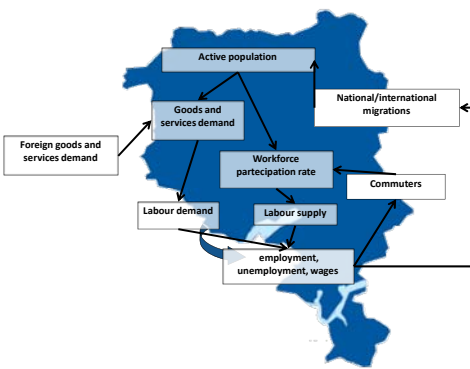 Active population
National/international
migrations
Goods and
services demand
Foreign goods and
services demand
Workforce
partecipation rate
Commuters
Labour demand
Labour supply
employment,
unemployment, wages